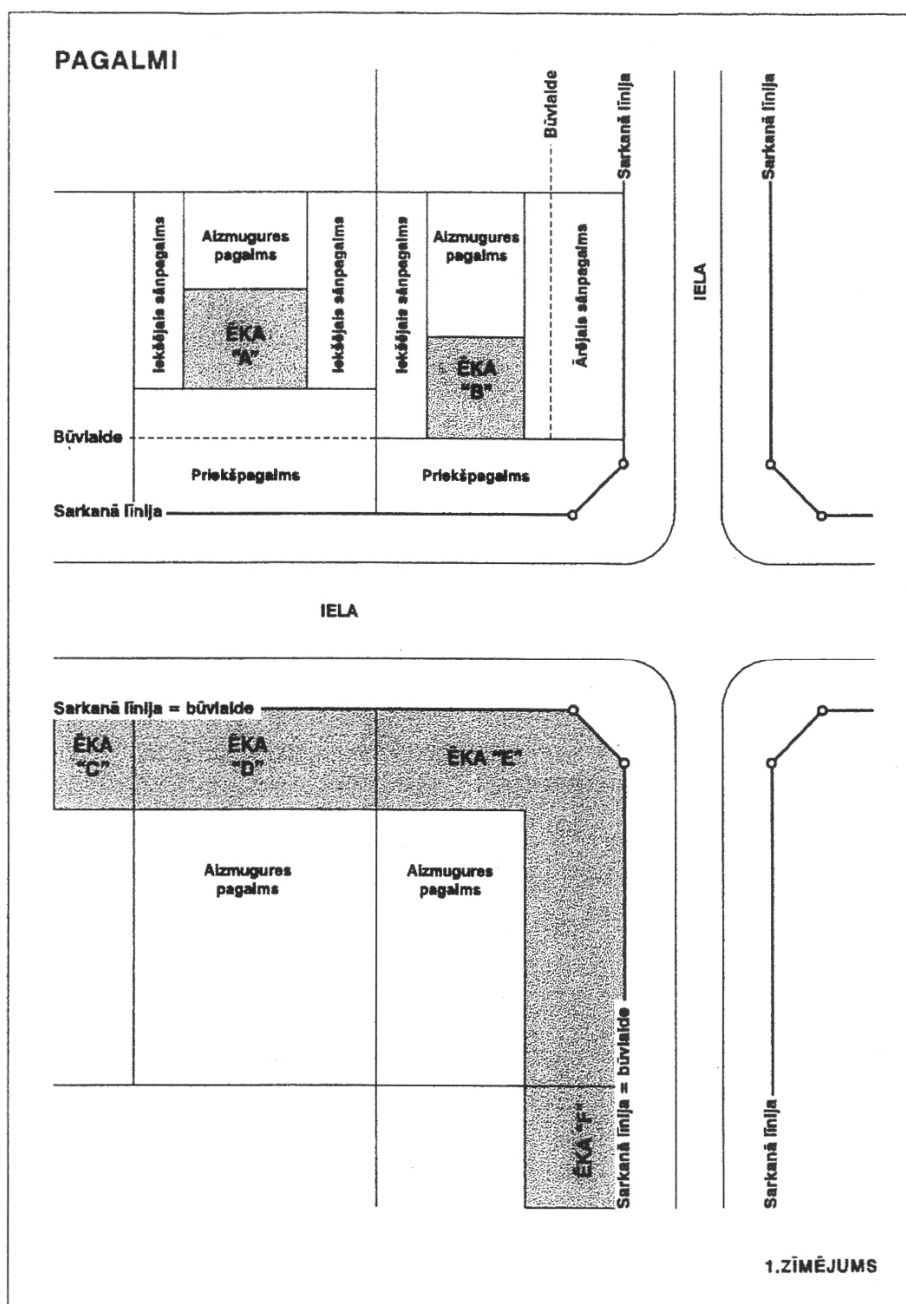 PAGALMI
Būvlaide
Sarkanā līnija
Sarkanā līnija
Iekšējais sānpagalms
Aizmugures
pagalms
Iekšējais sānpagalms
Iekšējais sānpagalms
Aizmugures
pagalms
Ārējais sānpagalms
IELA
ĒKA
"A"
ĒKA
"B"
Būvlaide
Priekšpagalms
Priekšpagalms
Sarkanā līnija
IELA
Sarkanā līnija = būvlaide
ĒKA
"C"
ĒKA
"D"
ĒKA "E"
Aizmugures
pagalms
Aizmugures
pagalms
Sarkanā līnija = būvlaide
Sarkanā līnija
ĒKA "F"
1.ZĪMĒJUMS